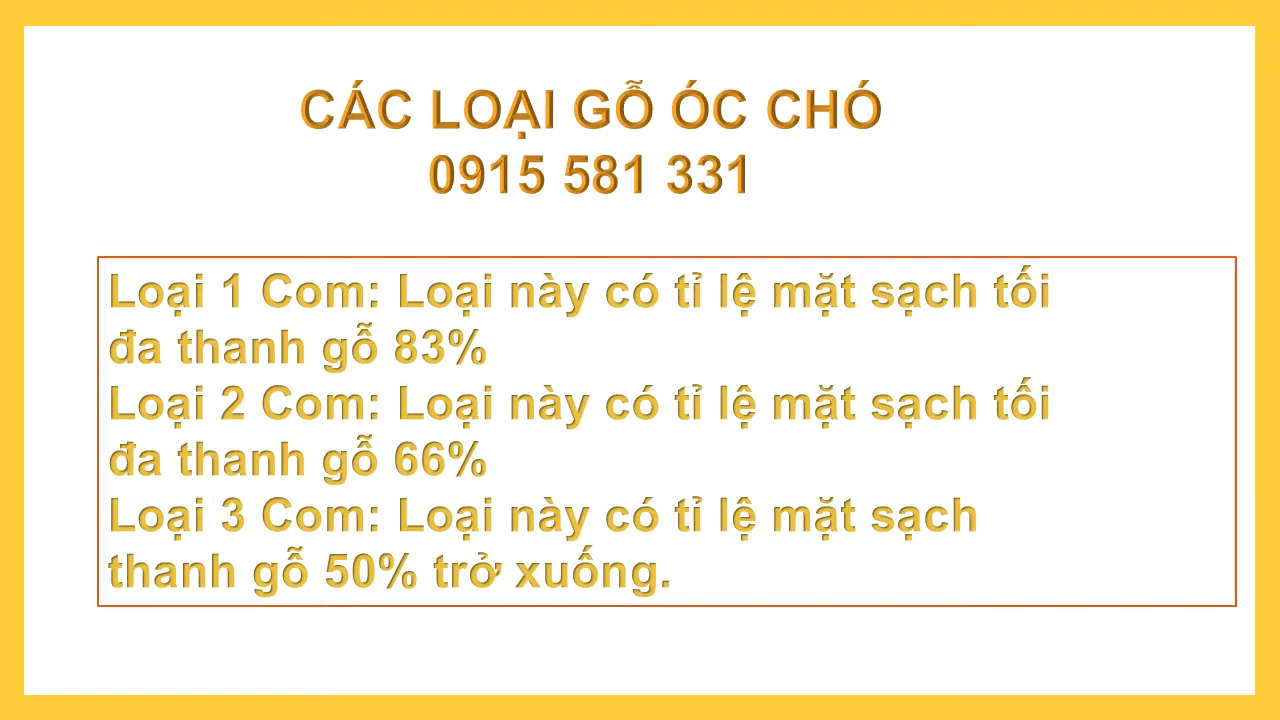 CÁC LOẠI GỖ ÓC CHÓ
0915 581 331
Loại 1 Com: Loại này có tỉ lệ mặt sạch tối
đa thanh gỗ 83%
Loại 2 Com: Loại này có tỉ lệ mặt sạch tối
đa thanh gỗ 66%
Loại 3 Com: Loại này có tỉ lệ mặt sạch
thanh gỗ 50% trở xuống.